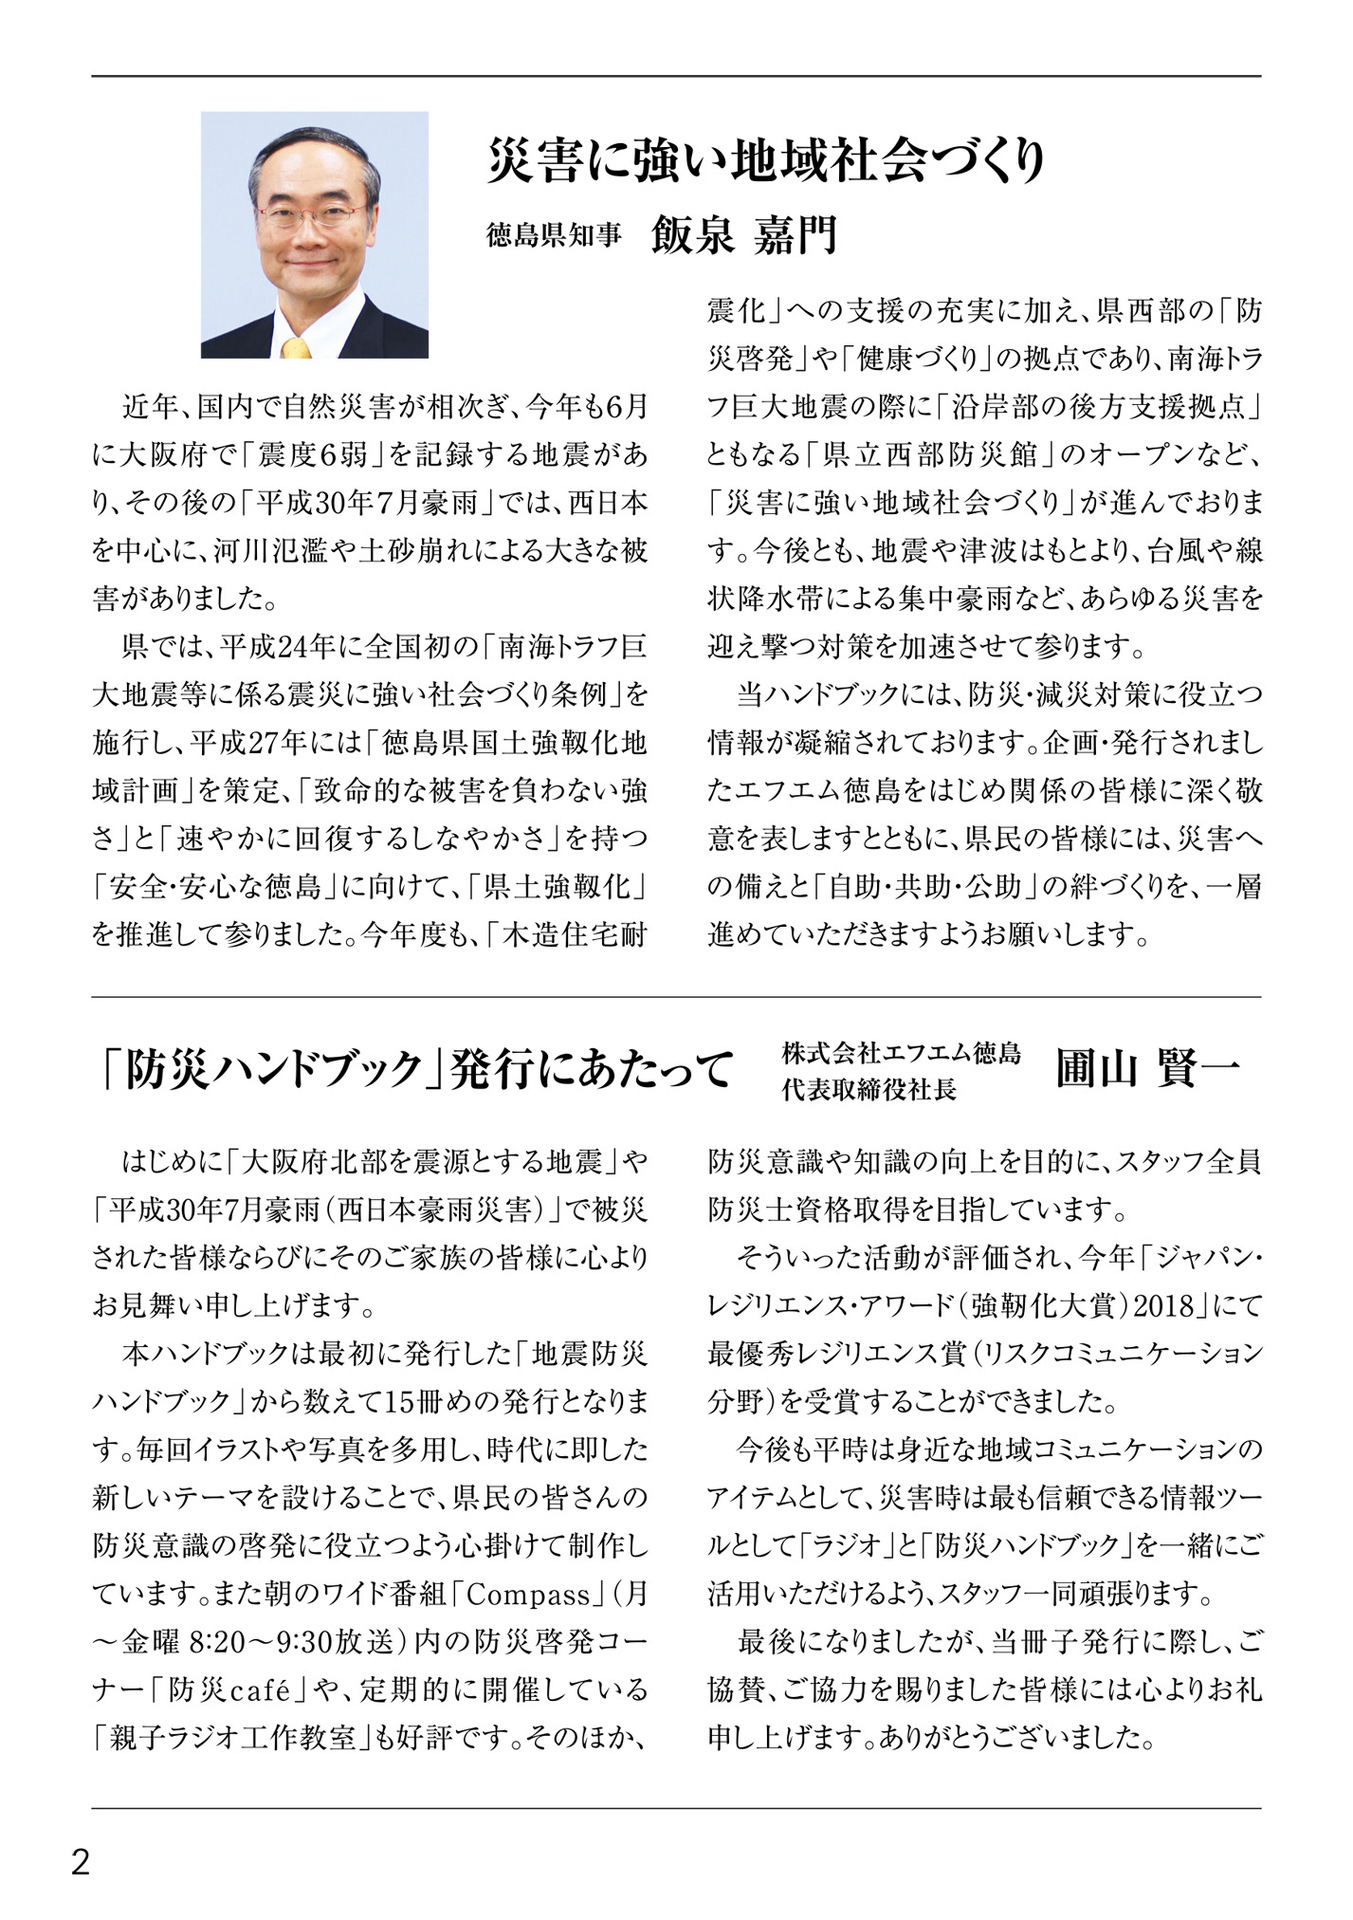 災害に強い地域社会づくり
徳島県知事 飯泉 嘉門
近年、国内で自然災害が相次ぎ、今年も6月
に大阪府で「震度6弱」を記録する地震があ
り、その後の「平成30年7月豪雨」では、西日本
を中心に、河川氾濫や土砂崩れによる大きな被
害がありました。
県では、平成24年に全国初の「南海トラフ巨
大地震等に係る震災に強い社会づくり条例」を
施行し、平成27年には「徳島県国土強靱化地
域計画」を策定、「致命的な被害を負わない強
さ」と「速やかに回復するしなやかさ」を持つ
「安全・安心な徳島」に向けて、「県土強靱化」
を推進して参りました。今年度も、「木造住宅耐
震化」への支援の充実に加え、県西部の「防
災啓発」や「健康づくり」の拠点であり、南海トラ
フ巨大地震の際に「沿岸部の後方支援拠点」
ともなる「県立西部防災館」のオープンなど、
「災害に強い地域社会づくり」が進んでおりま
す。今後とも、地震や津波はもとより、台風や線
状降水帯による集中豪雨など、あらゆる災害を
迎え撃つ対策を加速させて参ります。
当ハンドブックには、防災・減災対策に役立つ
情報が凝縮されております。企画・発行されまし
たエフエム徳島をはじめ関係の皆様に深く敬
意を表しますとともに、県民の皆様には、災害へ
の備えと「自助・共助・公助」の絆づくりを、一層
進めていただきますようお願いします。
「防災ハンドブック」発行にあたって
株式会社エフエム徳島
代表取締役社長
圃山 賢一
はじめに「大阪府北部を震源とする地震」や
「平成30年7月豪雨(西日本豪雨災害)」で被災
された皆様ならびにそのご家族の皆様に心より
お見舞い申し上げます。
本ハンドブックは最初に発行した「地震防災
ハンドブック」から数えて15冊めの発行となりま
す。毎回イラストや写真を多用し、時代に即した
新しいテーマを設けることで、県民の皆さんの
防災意識の啓発に役立つよう心掛けて制作し
ています。また朝のワイド番組「Compass」(月
〜金曜 8:20〜9:30放送)内の防災啓発コー
ナー「防災café」や、定期的に開催している
「親子ラジオ工作教室」も好評です。そのほか、
防災意識や知識の向上を目的に、スタッフ全員
防災士資格取得を目指しています。
そういった活動が評価され、今年「ジャパン・
レジリエンス・アワード(強靭化大賞)2018」にて
最優秀レジリエンス賞(リスクコミュニケーション
分野)を受賞することができました。
今後も平時は身近な地域コミュニケーションの
アイテムとして、災害時は最も信頼できる情報ツー
ルとして「ラジオ」と「防災ハンドブック」を一緒にご
活用いただけるよう、スタッフ一同頑張ります。
最後になりましたが、当冊子発行に際し、ご
協賛、ご協力を賜りました皆様には心よりお礼
申し上げます。ありがとうございました。
2